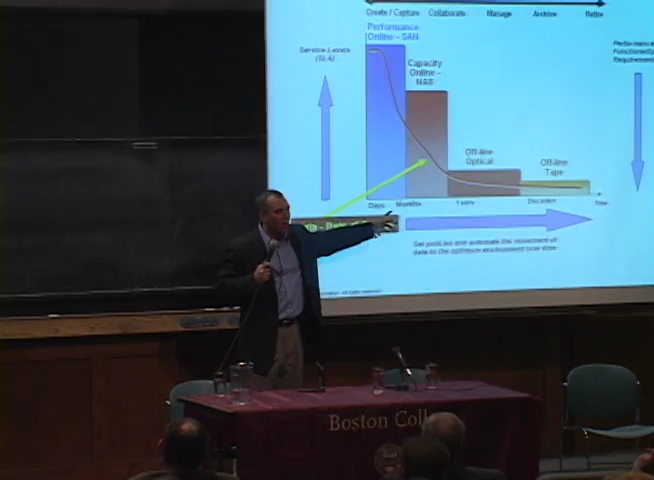 Create / Capture Collaborate Manage Archive Retire
Performance
Online - SAN
Service Levels
(SLA)
Capacity
Online -
NAS
Off-line
Optical
Off-line
Tape
Days Months Years Decades Time
Set policies and automate the movement of
data to the optimum environment over time
Boston